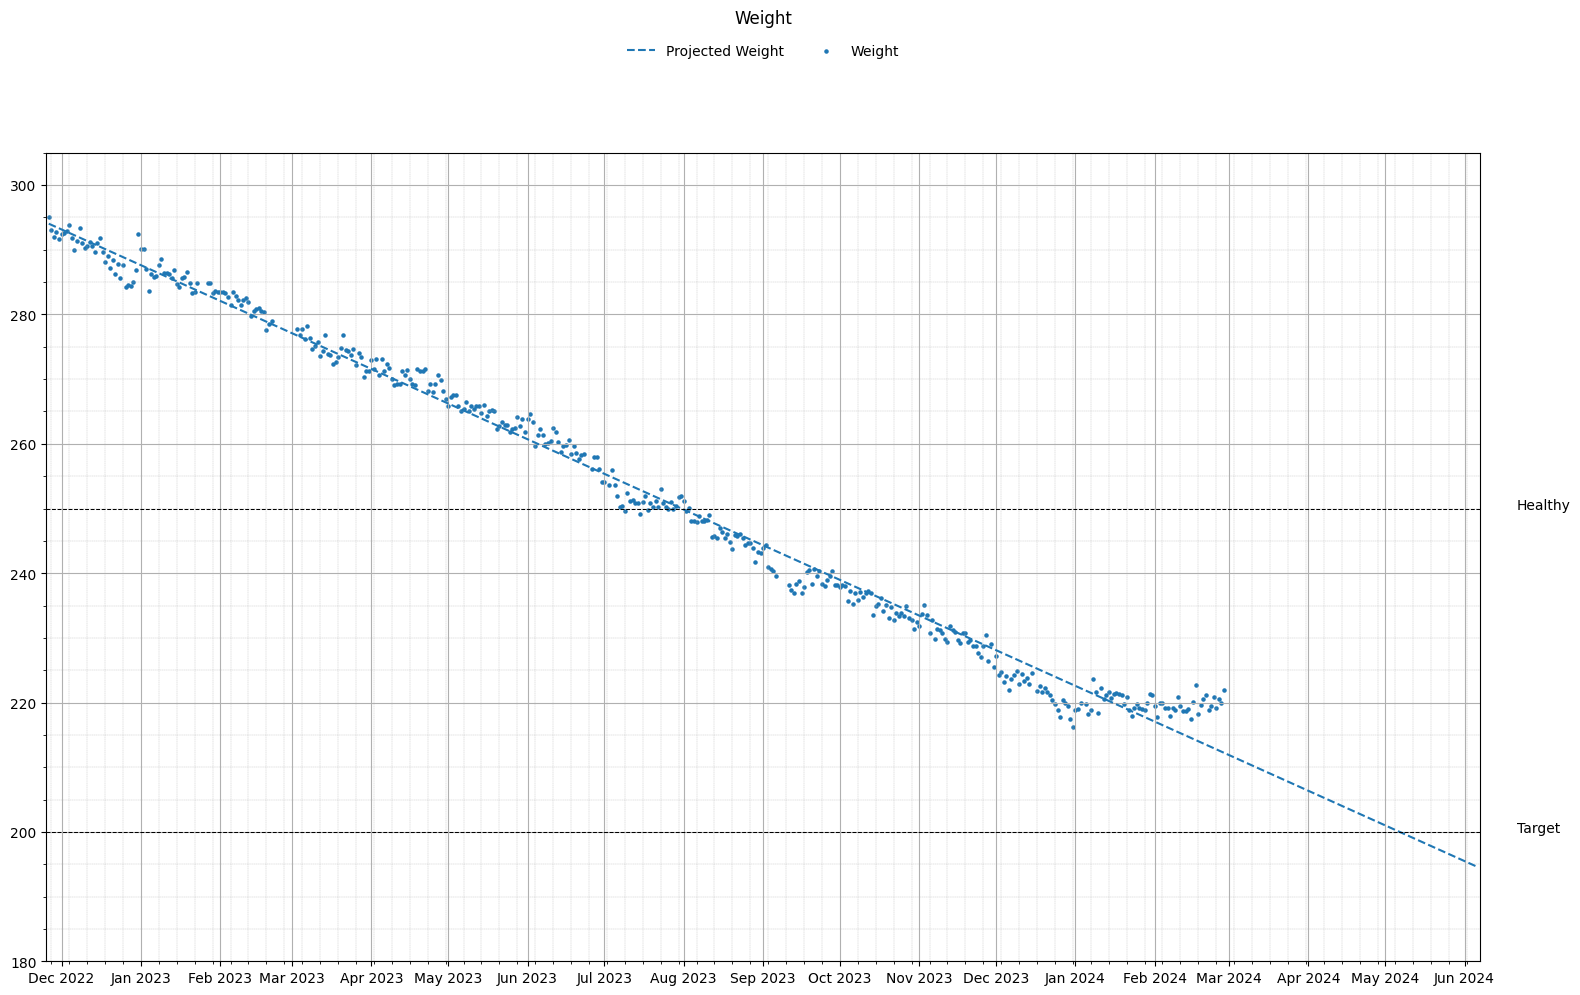 Weight
Projected Weight Weight
300
280
260
Healthy
240
220
200 Target
180
Dec 2022 Jan 2023 Feb 2023 Mar 2023 Apr 2023 May 2023 Jun 2023 Jul 2023 Aug 2023 Sep 2023 Oct 2023 Nov 2023 Dec 2023 Jan 2024 Feb 2024 Mar 2024 Apr 2024 May 2024 Jun 2024